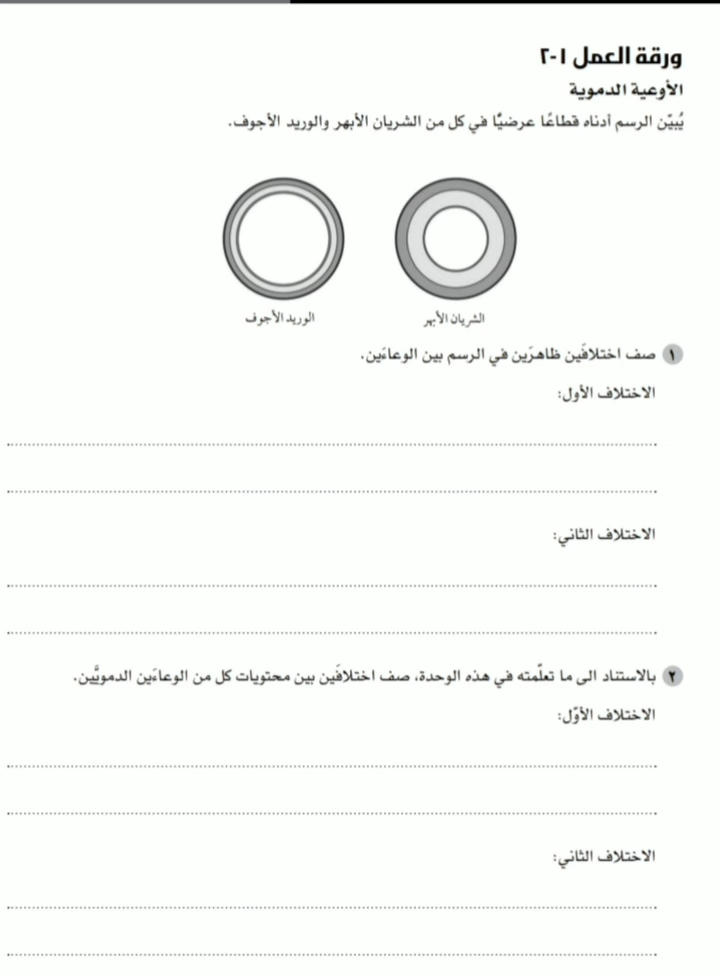 ورقة العمل ١-٢
الأوعية الدموية
يُبيّن الرسم أدناه قطاعًا عرضيًّا في كل من الشريان الأبهر والوريد الأجوف.
الشريان الأبهر
الوريد الأجوف
١ صف اختلافَين ظاهرَين في الرسم بين الوعاءَين.
الاختلاف الأول:
الاختلاف الثاني:
٢ بالاستناد الى ما تعلّمته في هذه الوحدة، صف اختلافَين بين محتويات كل من الوعاءَين الدمويَّين.
الاختلاف الأوّل:
الاختلاف الثاني: